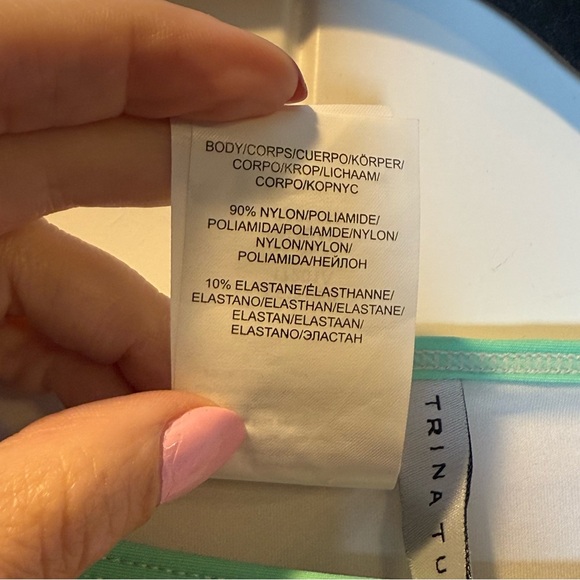 BODY/CORPS/CUERPO/KÖRPER/
CORPO/KROP/LICHAAM/
CORPO/КОРПУС
90% NYLON/POLIAMIDE/
POLIAMIDA/POLIAMDE/NYLON/
NYLON/NYLON/
POLIAMIDA/НЕЙЛОН
10% ELASTANE/ÉLASTHANNE/
ELASTANO/ELASTHAN/ELASTANE/
ELASTAN/ELASTAAN/
ELASTANO/ЭЛАСТАН
TRINA TU